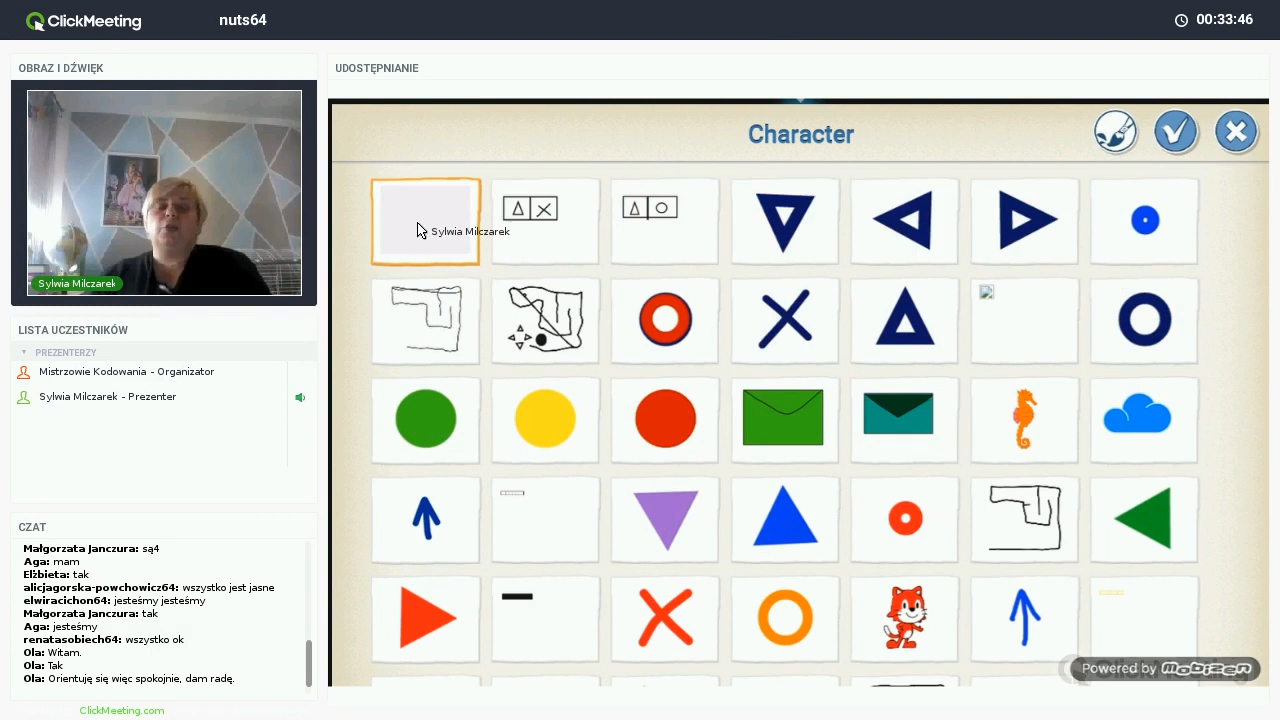 ClickMeeting
nuts64
00:33:46
OBRAZ I DŹWIĘK
UDOSTĘPNIANIE
Character
Sylwia Milczarek
Sylwia Milczarek
LISTA UCZESTNIKÓW
PREZENTERZY
Mistrzowie Kodowania - Organizator
Sylwia Milczarek - Prezenter
CZAT
Małgorzata Janczura: są4
Aga: mam
Elżbieta: tak
alicjagorska-powchowicz64: wszystko jest jasne
elwiracichon64: jesteśmy jesteśmy
Małgorzata Janczura: tak
Aga: jesteśmy
renatasobiech64: wszystko ok
Ola: Witam.
Ola: Tak
Ola: Orientuję się więc spokojnie, dam radę.
Powered by Mobizen
ClickMeeting.com